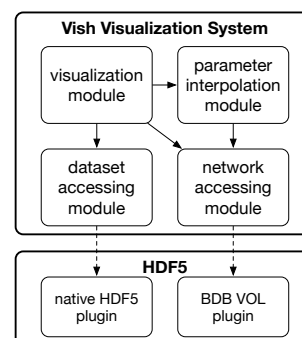 Vish Visualization System
visualization
module
parameter
interpolation
module
dataset
accessing
module
network
accessing
module
HDF5
native HDF5
plugin
BDB VOL
plugin